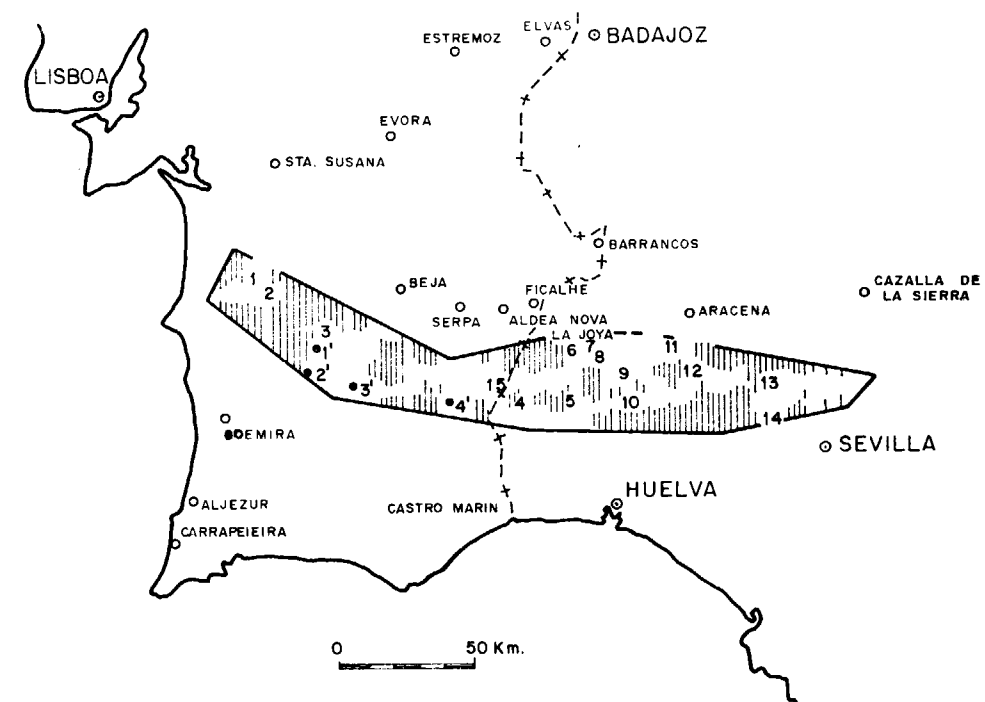 ELVAS
ESTREMOZ
BADAJOZ
LISBOA
EVORA
STA. SUSANA
BARRANCOS
1
2
BEJA
FICALHE
CAZALLA DE
LA SIERRA
SERPA
ALDEA NOVA
ARACENA
LA JOYA
3
1'
6
7
8
11
2'
3'
9
12
13
15
4'
4
5
10
14
EMIRA
SEVILLA
HUELVA
ALJEZUR
CASTRO MARIN
CARRAPEIEIRA
0 50 Km.